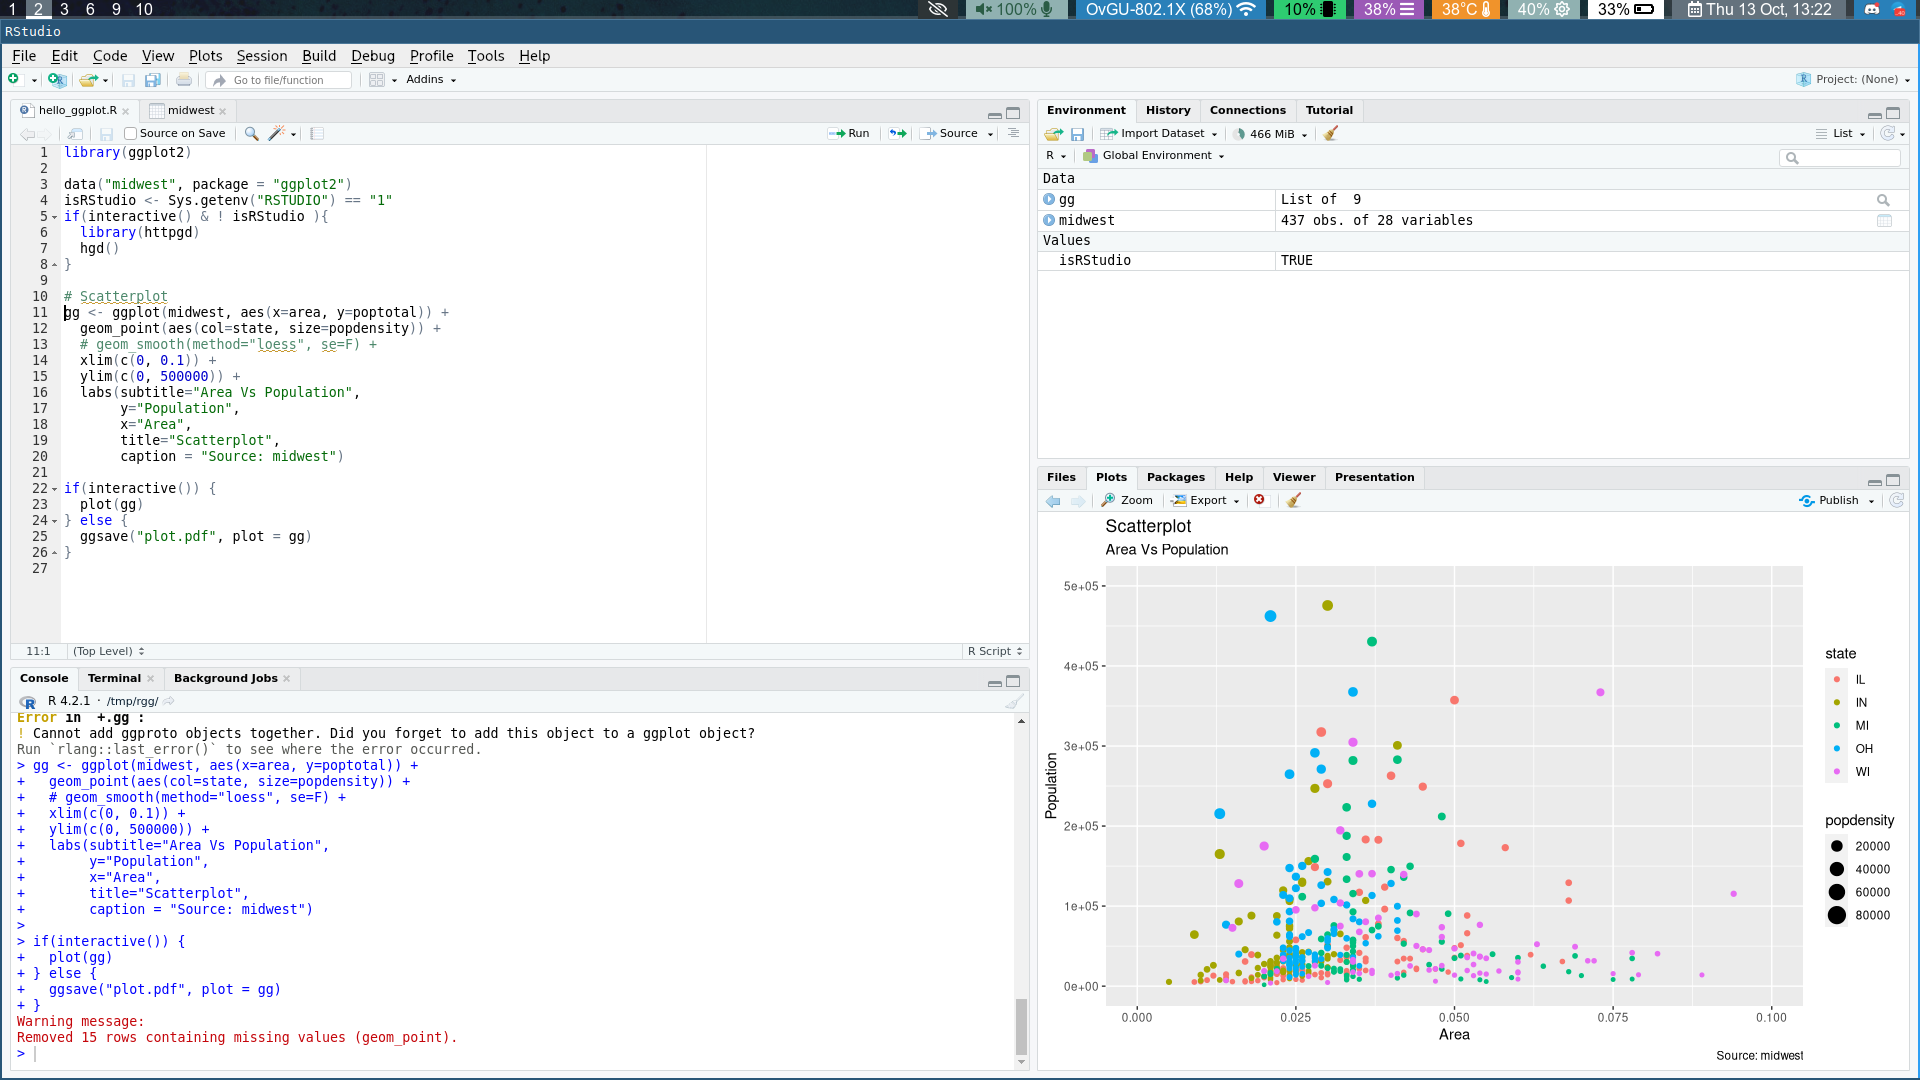 1 2 3 6 9 10 100% OvGU-802.1X (68%) 10% 38% 38°C 40% 33% Thu 13 Oct, 13:22
RStudio
File Edit Code View Plots Session Build Debug Profile Tools Help
Go to file/function Addins Project: (None)
hello_ggplot.R midwest
Source on Save Run Source
1 library(ggplot2)
2
3 data("midwest", package = "ggplot2")
4 isRStudio <- Sys.getenv("RSTUDIO") == "1"
5 if(interactive() & ! isRStudio ){
6 library(httpgd)
7 hgd()
8 }
9
10 # Scatterplot
11 gg <- ggplot(midwest, aes(x=area, y=poptotal)) +
12 geom_point(aes(col=state, size=popdensity)) +
13 # geom_smooth(method="loess", se=F) +
14 xlim(c(0, 0.1)) +
15 ylim(c(0, 500000)) +
16 labs(subtitle="Area Vs Population",
17 y="Population",
18 x="Area",
19 title="Scatterplot",
20 caption = "Source: midwest")
21
22 if(interactive()) {
23 plot(gg)
24 } else {
25 ggsave("plot.pdf", plot = gg)
26 }
27
11:1 (Top Level) R Script
Console Terminal Background Jobs
R 4.2.1 · /tmp/rgg/
Error in `+.gg`:
! Cannot add ggproto objects together. Did you forget to add this object to a ggplot object?
Run `rlang::last_error()` to see where the error occurred.
> gg <- ggplot(midwest, aes(x=area, y=poptotal)) +
+ geom_point(aes(col=state, size=popdensity)) +
+ # geom_smooth(method="loess", se=F) +
+ xlim(c(0, 0.1)) +
+ ylim(c(0, 500000)) +
+ labs(subtitle="Area Vs Population",
+ y="Population",
+ x="Area",
+ title="Scatterplot",
+ caption = "Source: midwest")
>
> if(interactive()) {
+ plot(gg)
+ } else {
+ ggsave("plot.pdf", plot = gg)
+ }
Warning message:
Removed 15 rows containing missing values (geom_point).
>
Environment History Connections Tutorial
Import Dataset 466 MiB List
R Global Environment
Data
gg List of 9
midwest 437 obs. of 28 variables
Values
isRStudio TRUE
Files Plots Packages Help Viewer Presentation
Zoom Export Publish
Scatterplot
Area Vs Population
5e+05
4e+05
3e+05
2e+05
1e+05
0e+00
Population
0.000 0.025 0.050 0.075 0.100
Area
Source: midwest
state
IL
IN
MI
OH
WI
popdensity
20000
40000
60000
80000